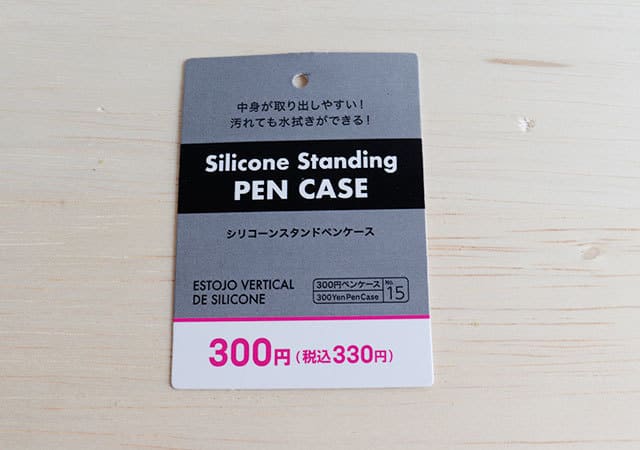 中身が取り出しやすい！
汚れても水拭きができる！
Silicone Standing
PEN CASE
シリコーンスタンドペンケース
ESTOJO VERTICAL
DE SILICONE
300円ペンケース
300YenPenCase
No.
15
300円(税込330円)